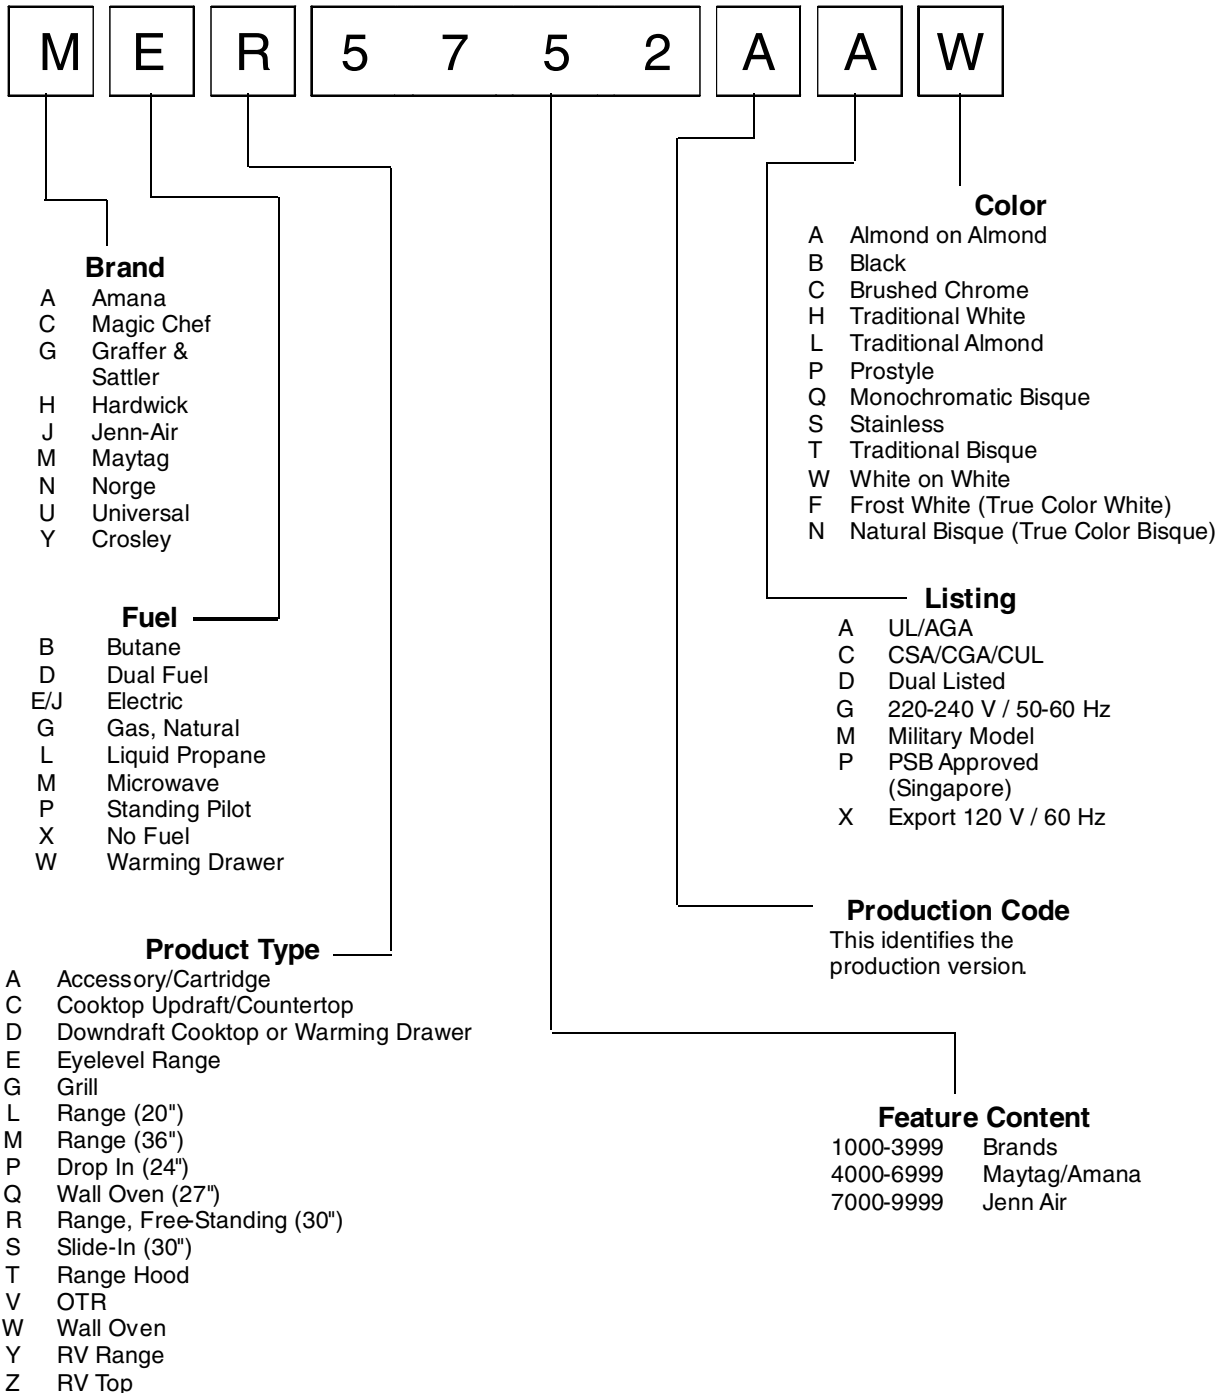 M E R 5 7 5 2 A A W
Brand
A Amana
C Magic Chef
G Graffer &
Sattler
H Hardwick
J Jenn-Air
M Maytag
N Norge
U Universal
Y Crosley
Fuel
B Butane
D Dual Fuel
E/J Electric
G Gas, Natural
L Liquid Propane
M Microwave
P Standing Pilot
X No Fuel
W Warming Drawer
Product Type
A Accessory/Cartridge
C Cooktop Updraft/Countertop
D Downdraft Cooktop or Warming Drawer
E Eyelevel Range
G Grill
L Range (20")
M Range (36")
P Drop In (24")
Q Wall Oven (27")
R Range, Free-Standing (30")
S Slide-In (30")
T Range Hood
V OTR
W Wall Oven
Y RV Range
Z RV Top
Color
A Almond on Almond
B Black
C Brushed Chrome
H Traditional White
L Traditional Almond
P Prostyle
Q Monochromatic Bisque
S Stainless
T Traditional Bisque
W White on White
F Frost White (True Color White)
N Natural Bisque (True Color Bisque)
Listing
A UL/AGA
C CSA/CGA/CUL
D Dual Listed
G 220-240 V / 50-60 Hz
M Military Model
P PSB Approved
(Singapore)
X Export 120 V / 60 Hz
Production Code
This identifies the
production version.
Feature Content
1000-3999 Brands
4000-6999 Maytag/Amana
7000-9999 Jenn Air